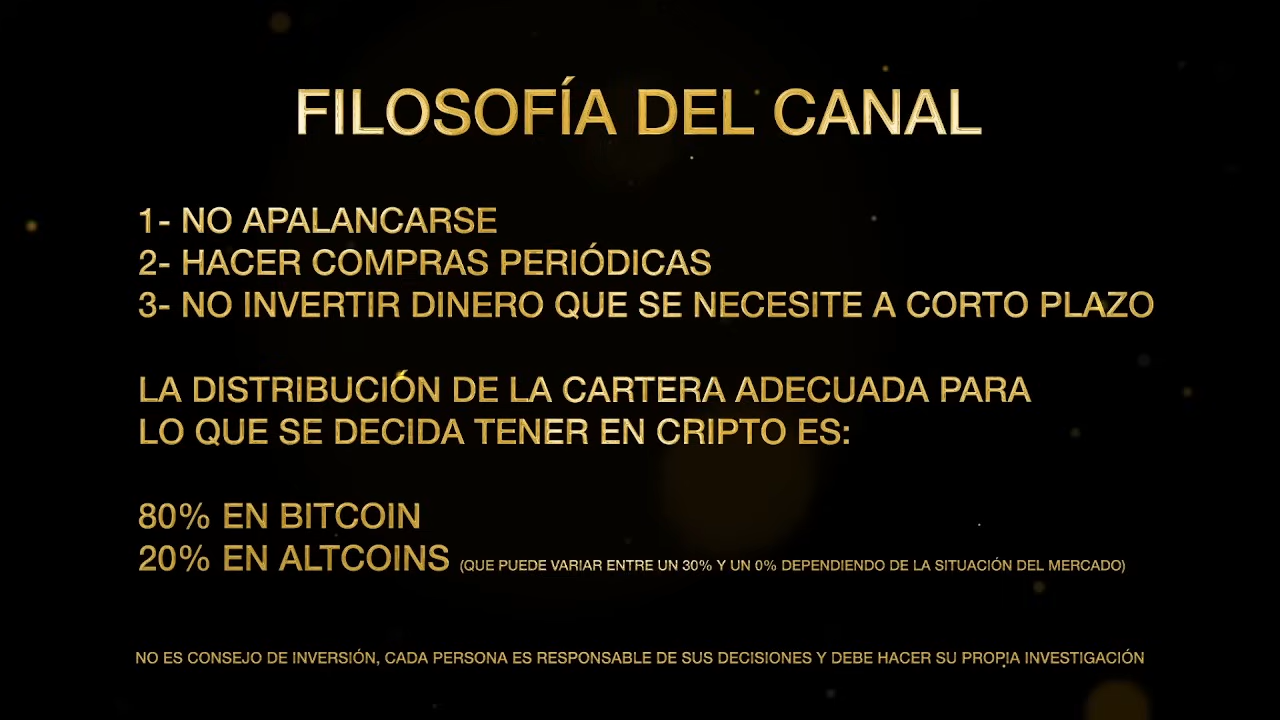 FILOSOFÍA DEL CANAL
1- NO APALANCARSE
2- HACER COMPRAS PERIÓDICAS
3- NO INVERTIR DINERO QUE SE NECESITE A CORTO PLAZO
LA DISTRIBUCIÓN DE LA CARTERA ADECUADA PARA
LO QUE SE DECIDA TENER EN CRIPTO ES:
80% EN BITCOIN
20% EN ALTCOINS (QUE PUEDE VARIAR ENTRE UN 30% Y UN 0% DEPENDIENDO DE LA SITUACIÓN DEL MERCADO)
NO ES CONSEJO DE INVERSIÓN, CADA PERSONA ES RESPONSABLE DE SUS DECISIONES Y DEBE HACER SU PROPIA INVESTIGACIÓN